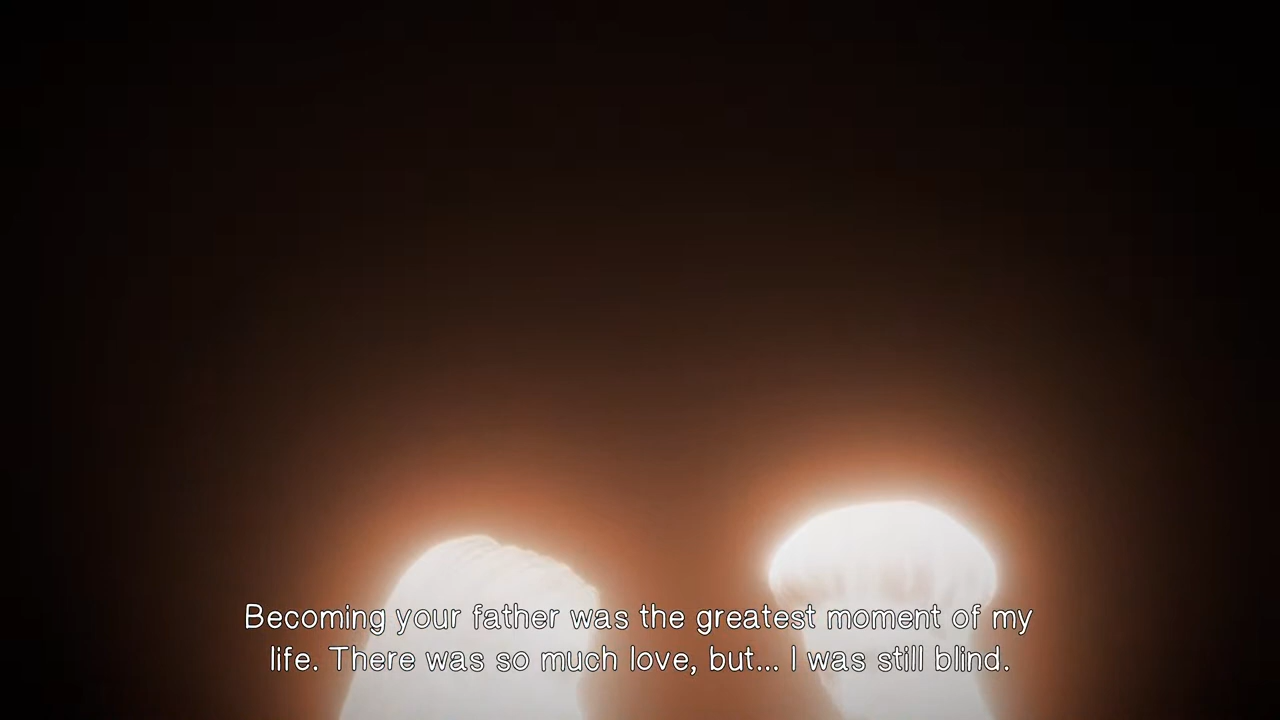 Becoming your father was the greatest moment of my
life. There was so much love, but... I was still blind.